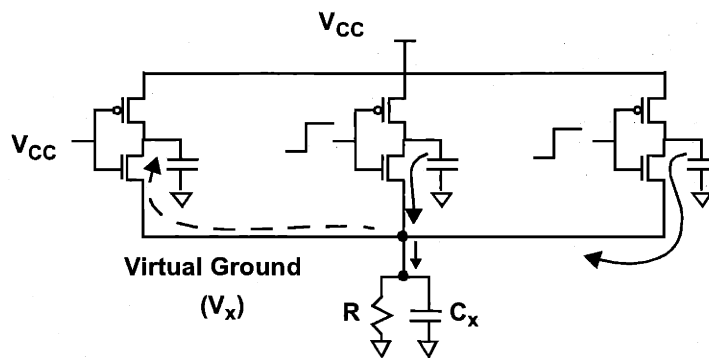 VCC
VCC
Virtual Ground
(Vx)
R
Cx